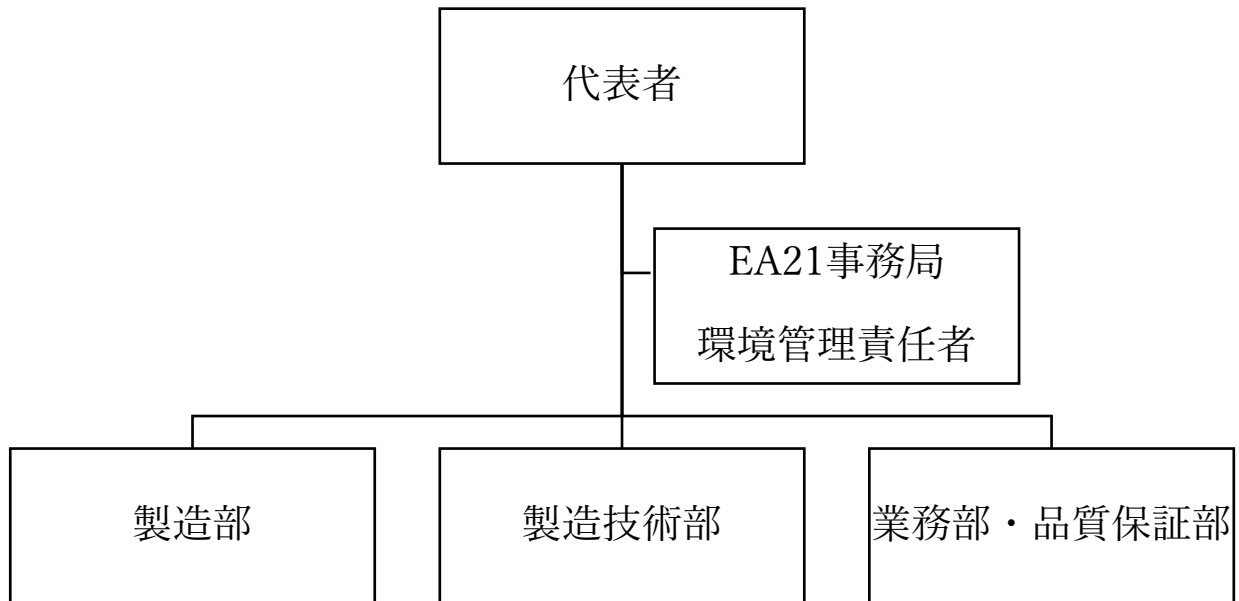 代表者
EA21事務局
環境管理責任者
製造部
製造技術部
業務部・品質保証部